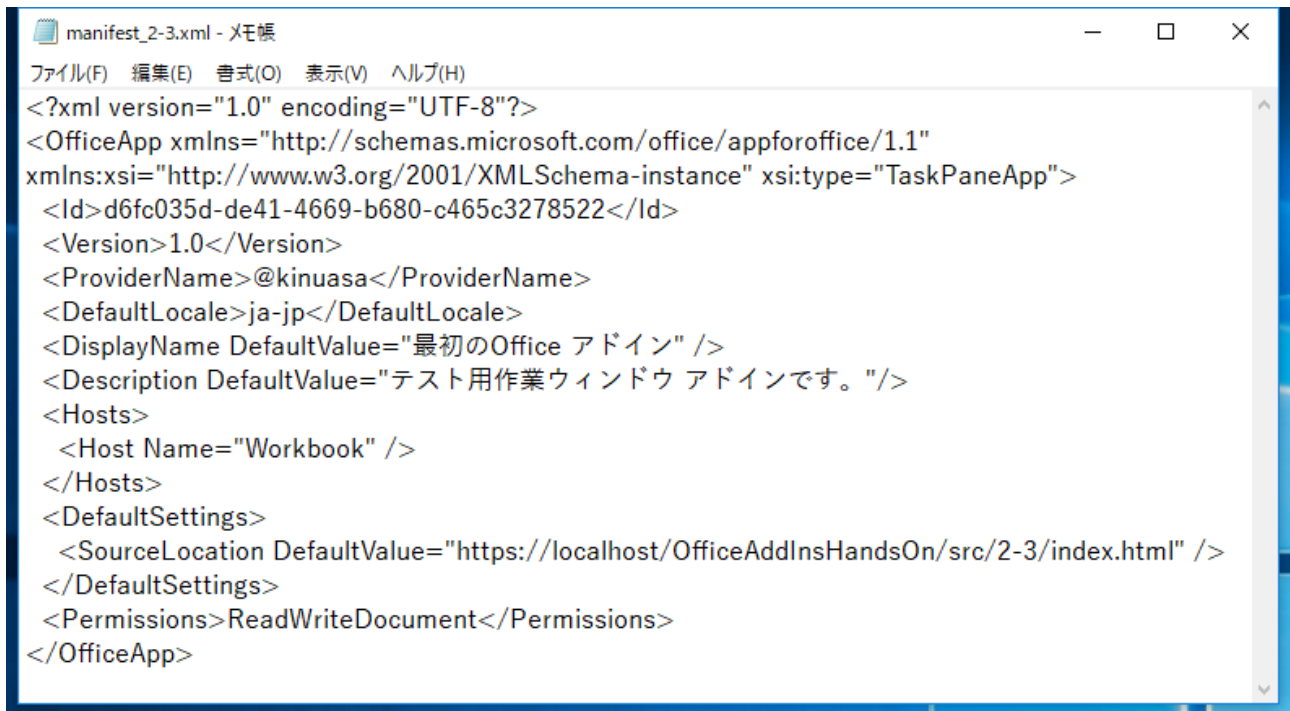 manifest_2-3.xml - メモ帳
ファイル(F) 編集(E) 書式(O) 表示(V) ヘルプ(H)
<?xml version="1.0" encoding="UTF-8"?>
<OfficeApp xmlns="http://schemas.microsoft.com/office/appforoffice/1.1"
xmlns:xsi="http://www.w3.org/2001/XMLSchema-instance" xsi:type="TaskPaneApp">
  <Id>d6fc035d-de41-4669-b680-c465c3278522</Id>
  <Version>1.0</Version>
  <ProviderName>@kinuasa</ProviderName>
  <DefaultLocale>ja-jp</DefaultLocale>
  <DisplayName DefaultValue="最初のOffice アドイン" />
  <Description DefaultValue="テスト用作業ウィンドウ アドインです。"/>
  <Hosts>
    <Host Name="Workbook" />
  </Hosts>
  <DefaultSettings>
    <SourceLocation DefaultValue="https://localhost/OfficeAddInsHandsOn/src/2-3/index.html" />
  </DefaultSettings>
  <Permissions>ReadWriteDocument</Permissions>
</OfficeApp>